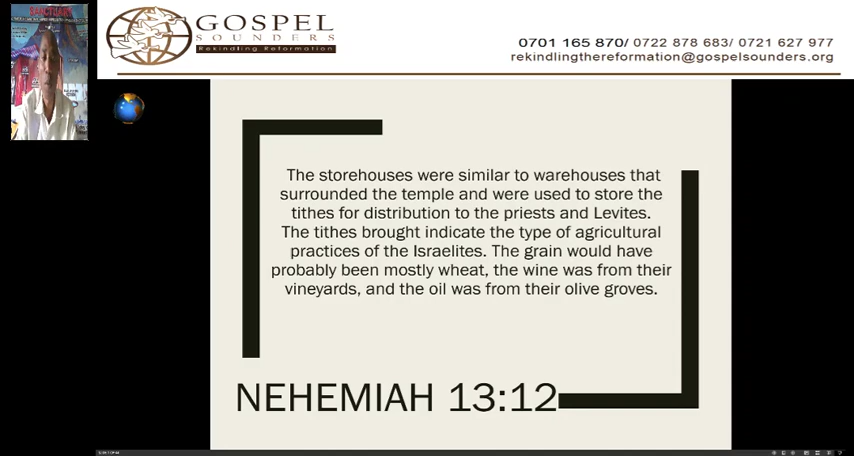 SANCTUARY
GOSPEL
SOUNDERS
Rekindling Reformation
0701 165 870/ 0722 878 683/ 0721 627 977
rekindlingthereformation@gospelsounders.org
The storehouses were similar to warehouses that
surrounded the temple and were used to store the
tithes for distribution to the priests and Levites.
The tithes brought indicate the type of agricultural
practices of the Israelites. The grain would have
probably been mostly wheat, the wine was from their
vineyards, and the oil was from their olive groves.
NEHEMIAH 13:12